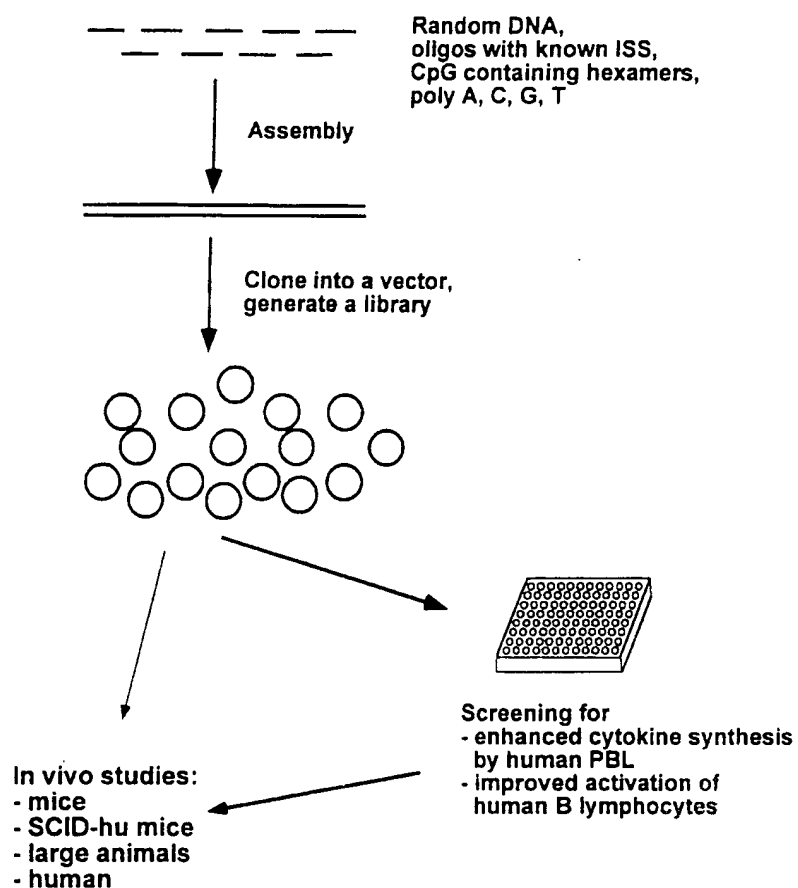 Random DNA,
oligos with known ISS,
CpG containing hexamers,
poly A, C, G, T
Assembly
Clone into a vector,
generate a library
Screening for
- enhanced cytokine synthesis
by human PBL
- improved activation of
human B lymphocytes
In vivo studies:
- mice
- SCID-hu mice
- large animals
- human